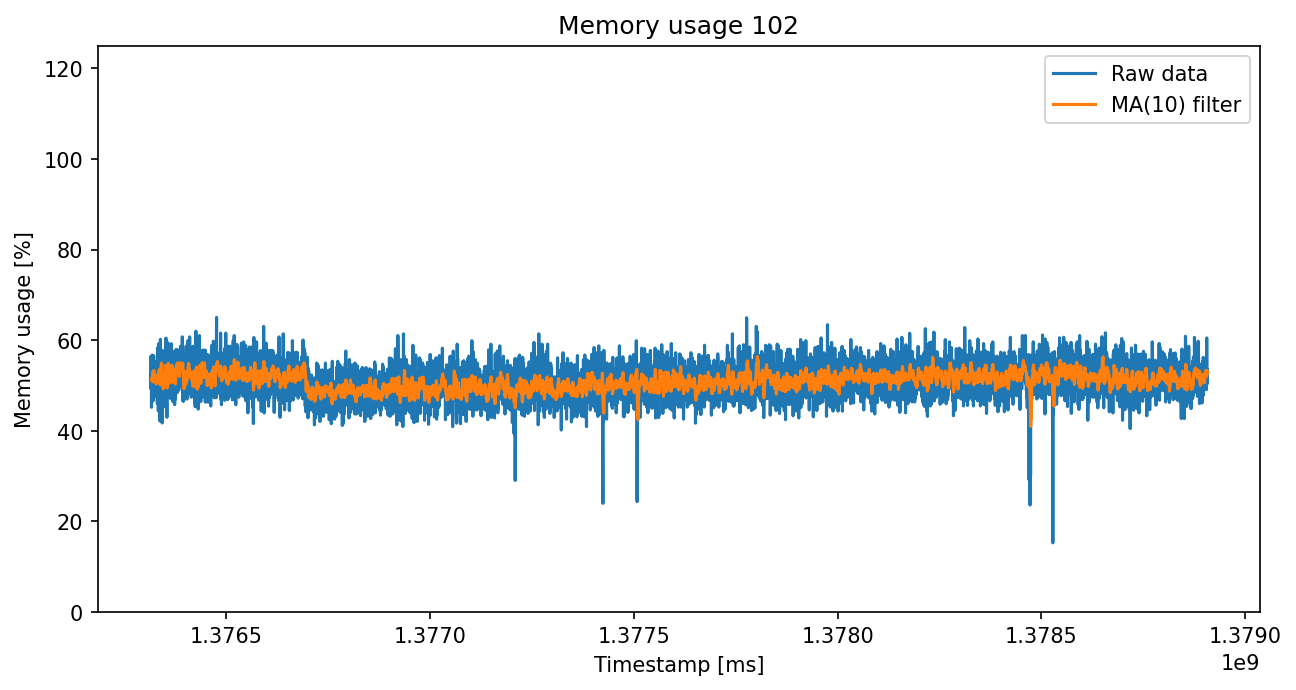 Memory usage 102
Raw data
MA(10) filter
Memory usage [%]
120
100
80
60
40
20
0
1.3765 1.3770 1.3775 1.3780 1.3785 1.3790
1e9
Timestamp [ms]